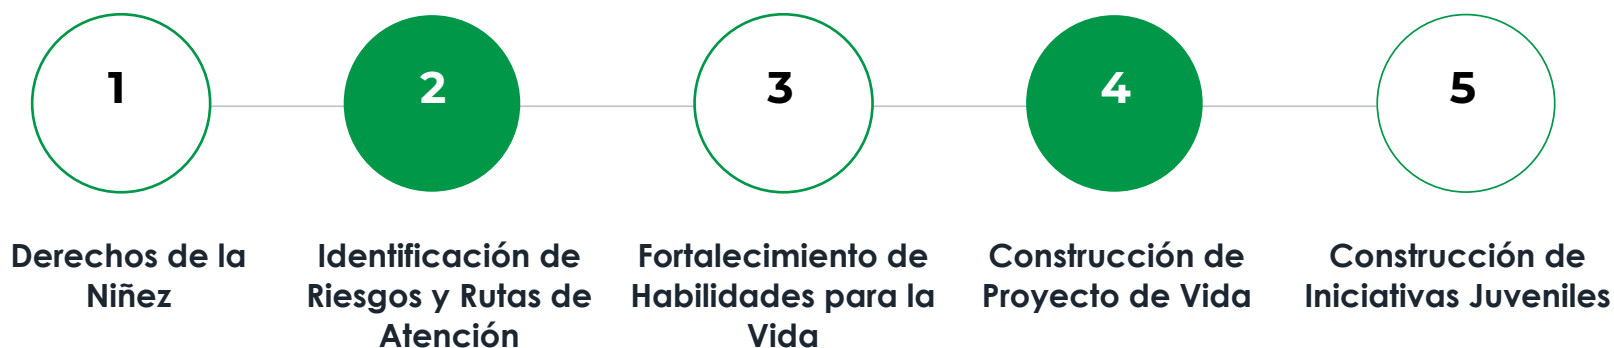 1
2
3
4
5
Derechos de la
Niñez
Identificación de
Riesgos y Rutas de
Atención
Fortalecimiento de
Habilidades para la
Vida
Construcción de
Proyecto de Vida
Construcción de
Iniciativas Juveniles